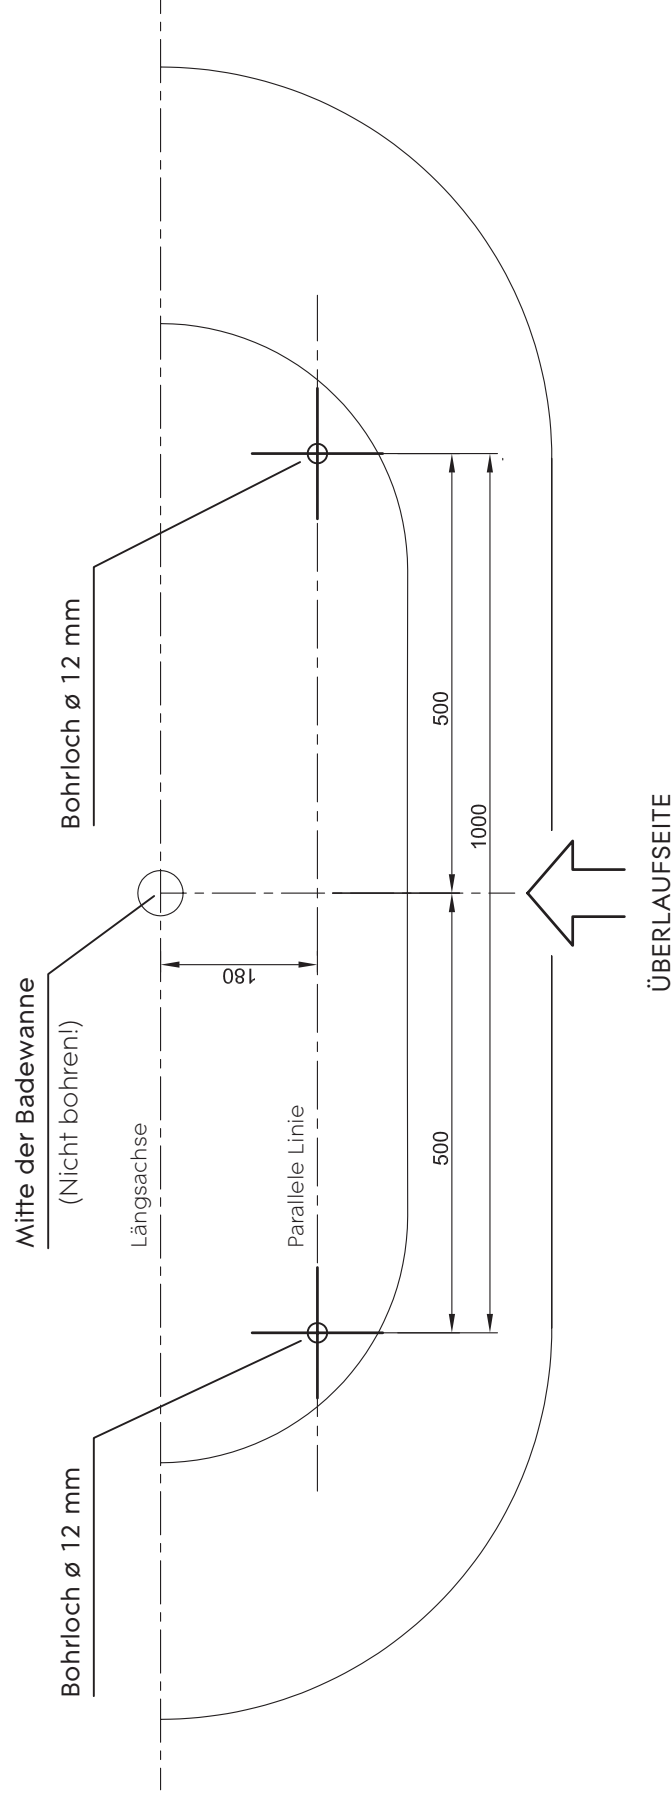 Bohrloch ø 12 mm
Mitte der Badewanne
(Nicht bohren!)
Bohrloch ø 12 mm
Längsachse
180
Parallele Linie
500
500
1000
ÜBERLAUFSEITE